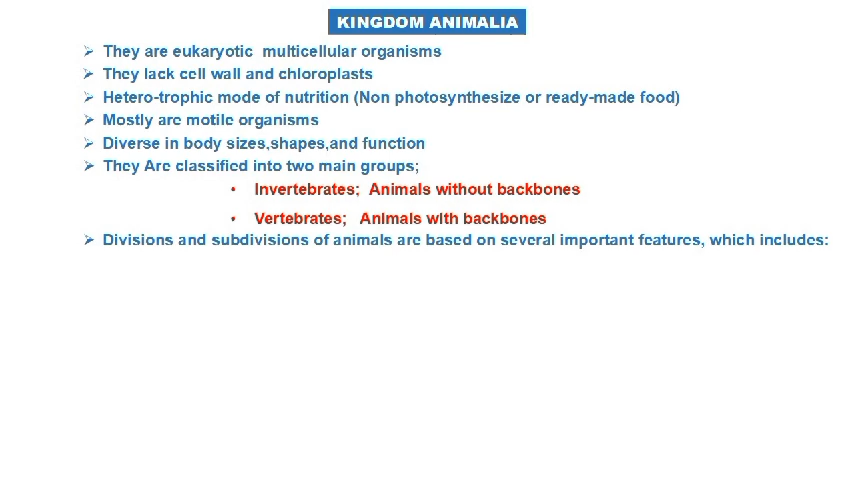 KINGDOM ANIMALIA
➢ They are eukaryotic multicellular organisms
➢ They lack cell wall and chloroplasts
➢ Hetero-trophic mode of nutrition (Non photosynthesize or ready-made food)
➢ Mostly are motile organisms
➢ Diverse in body sizes,shapes,and function
➢ They Are classified into two main groups;
• Invertebrates; Animals without backbones
• Vertebrates; Animals with backbones
➢ Divisions and subdivisions of animals are based on several important features, which includes: